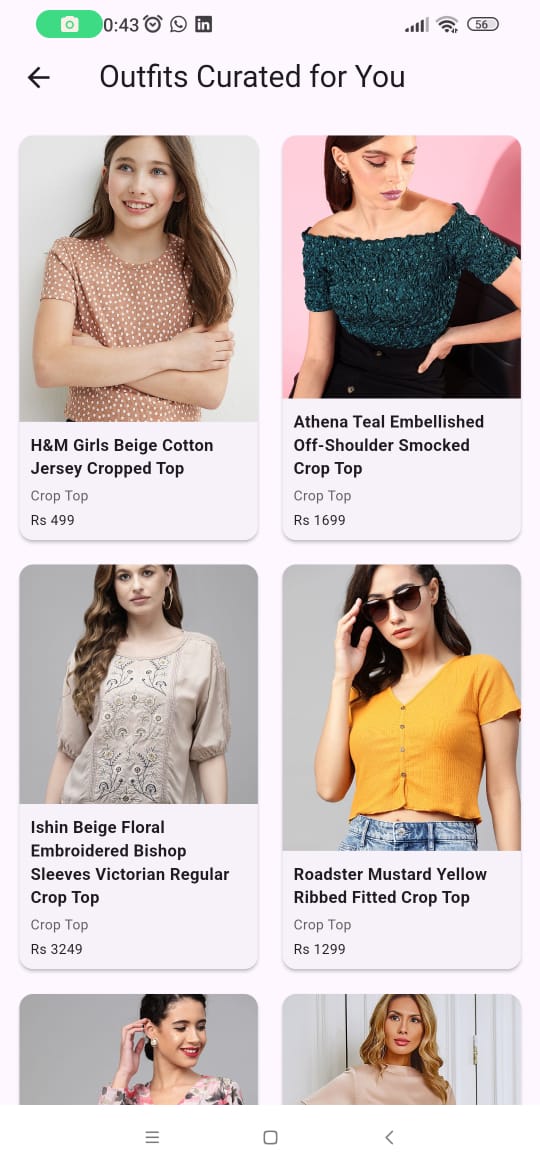 0:43
56
Outfits Curated for You
H&M Girls Beige Cotton
Jersey Cropped Top
Crop Top
Rs 499
Athena Teal Embellished
Off-Shoulder Smocked
Crop Top
Crop Top
Rs 1699
Ishin Beige Floral
Embroidered Bishop
Sleeves Victorian Regular
Crop Top
Crop Top
Rs 3249
Roadster Mustard Yellow
Ribbed Fitted Crop Top
Crop Top
Rs 1299